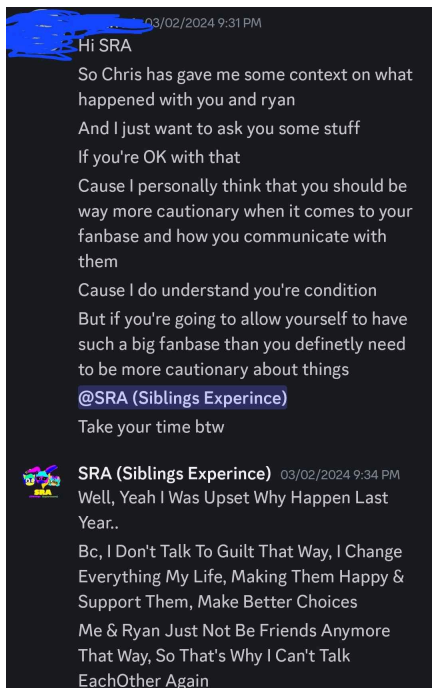 03/02/2024 9:31 PM
Hi SRA
So Chris has gave me some context on what
happened with you and ryan
And I just want to ask you some stuff
If you're OK with that
Cause I personally think that you should be
way more cautionary when it comes to your
fanbase and how you communicate with
them
Cause I do understand you're condition
But if you're going to allow yourself to have
such a big fanbase than you definetly need
to be more cautionary about things
@SRA (Siblings Experince)
Take your time btw
SRA
SRA (Siblings Experince) 03/02/2024 9:34 PM
Well, Yeah I Was Upset Why Happen Last
Year..
Bc, I Don't Talk To Guilt That Way, I Change
Everything My Life, Making Them Happy &
Support Them, Make Better Choices
Me & Ryan Just Not Be Friends Anymore
That Way, So That's Why I Can't Talk
EachOther Again